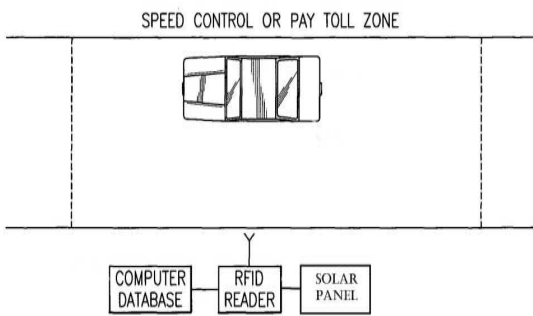 SPEED CONTROL OR PAY TOLL ZONE
COMPUTER
DATABASE
RFID
READER
SOLAR
PANEL